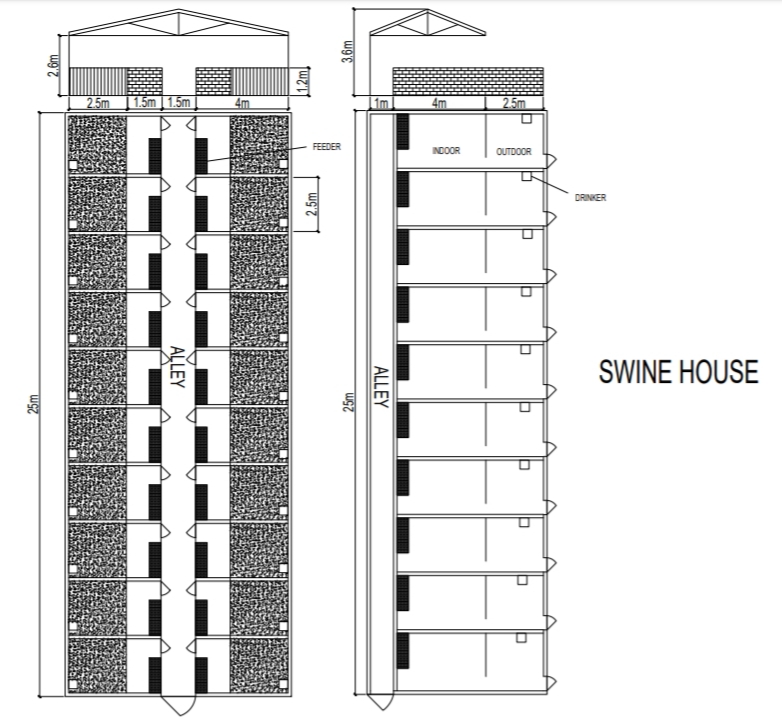 2.6m
1.2m
2.5m
1.5m
1.5m
4m
FEEDER
2.5m
ALLEY
25m
3.6m
1m
4m
2.5m
INDOOR
OUTDOOR
DRINKER
ALLEY
25m
SWINE HOUSE